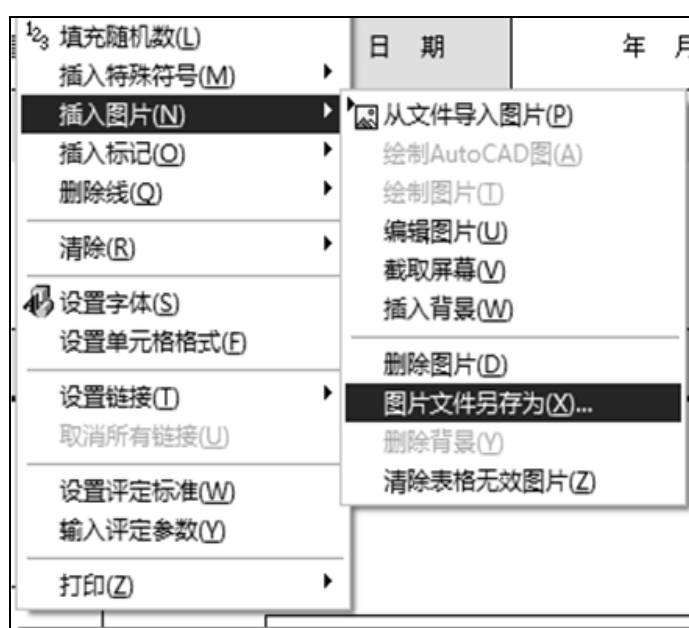 日 期
年 月
填充随机数(L)
插入特殊符号(M)
插入图片(N)
插入标记(O)
删除线(Q)
清除(R)
设置字体(S)
设置单元格格式(F)
设置链接(T)
取消所有链接(U)
设置评定标准(W)
输入评定参数(Y)
打印(Z)
从文件导入图片(P)
绘制AutoCAD图(A)
绘制图片(T)
编辑图片(U)
截取屏幕(V)
插入背景(W)
删除图片(D)
图片文件另存为(X)...
删除背景(Y)
清除表格无效图片(Z)